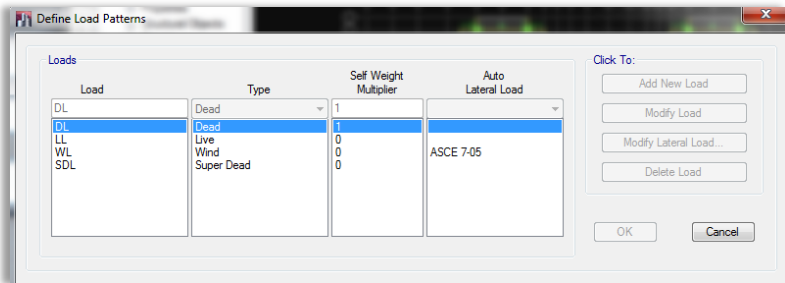 Define Load Patterns
Loads
Click To:
Load Type Self Weight Multiplier Auto Lateral Load
DL Dead 1
DL Dead 1
LL Live 0
WL Wind 0 ASCE 7-05
SDL Super Dead 0
Add New Load
Modify Load
Modify Lateral Load...
Delete Load
OK Cancel